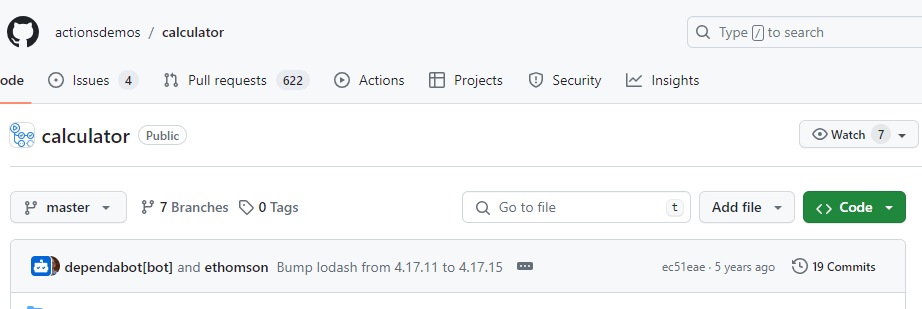 actionsdemos / calculator Type / to search
ode Issues 4 Pull requests 622 Actions Projects Security Insights
calculator Public Watch 7
master 7 Branches 0 Tags Go to file t Add file Code
dependabot[bot] and ethomson Bump lodash from 4.17.11 to 4.17.15 ec51eae · 5 years ago 19 Commits